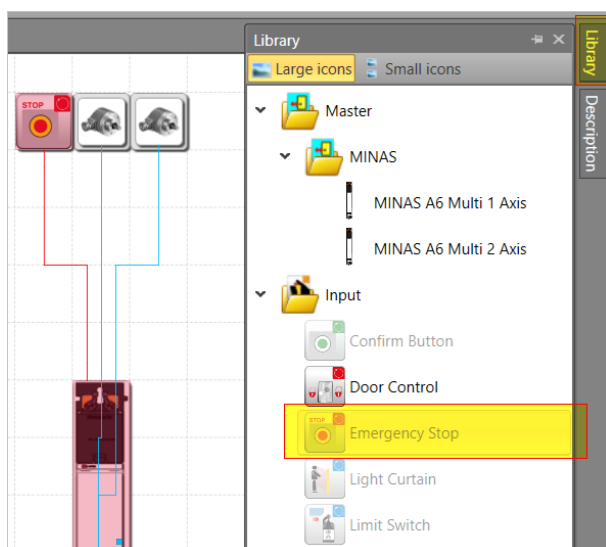 Library
Large icons
Small icons
Library
Description
STOP
Master
MINAS
MINAS A6 Multi 1 Axis
MINAS A6 Multi 2 Axis
Input
Confirm Button
Door Control
STOP
Emergency Stop
Light Curtain
Limit Switch